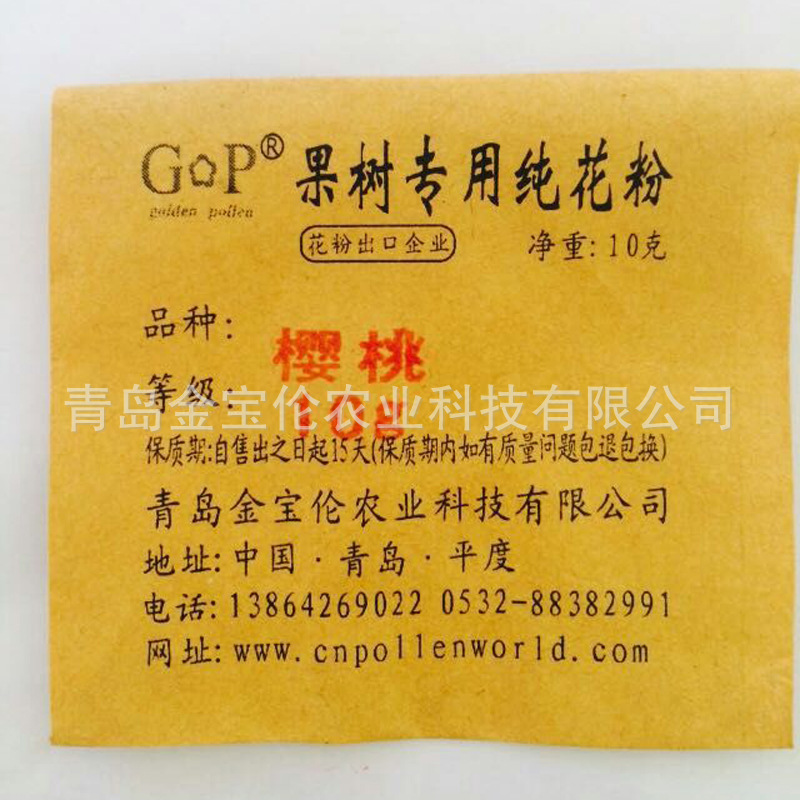 GP® 果树专用纯花粉
golden pollen
花粉出口企业 净重:10克
品种:
樱桃
等级:
10g
青岛金宝伦农业科技有限公司
保质期:自售出之日起15天(保质期内如有质量问题包退包换)
青岛金宝伦农业科技有限公司
地址:中国·青岛·平度
电话:13864269022 0532-88382991
网址:www.cnpollenworld.com